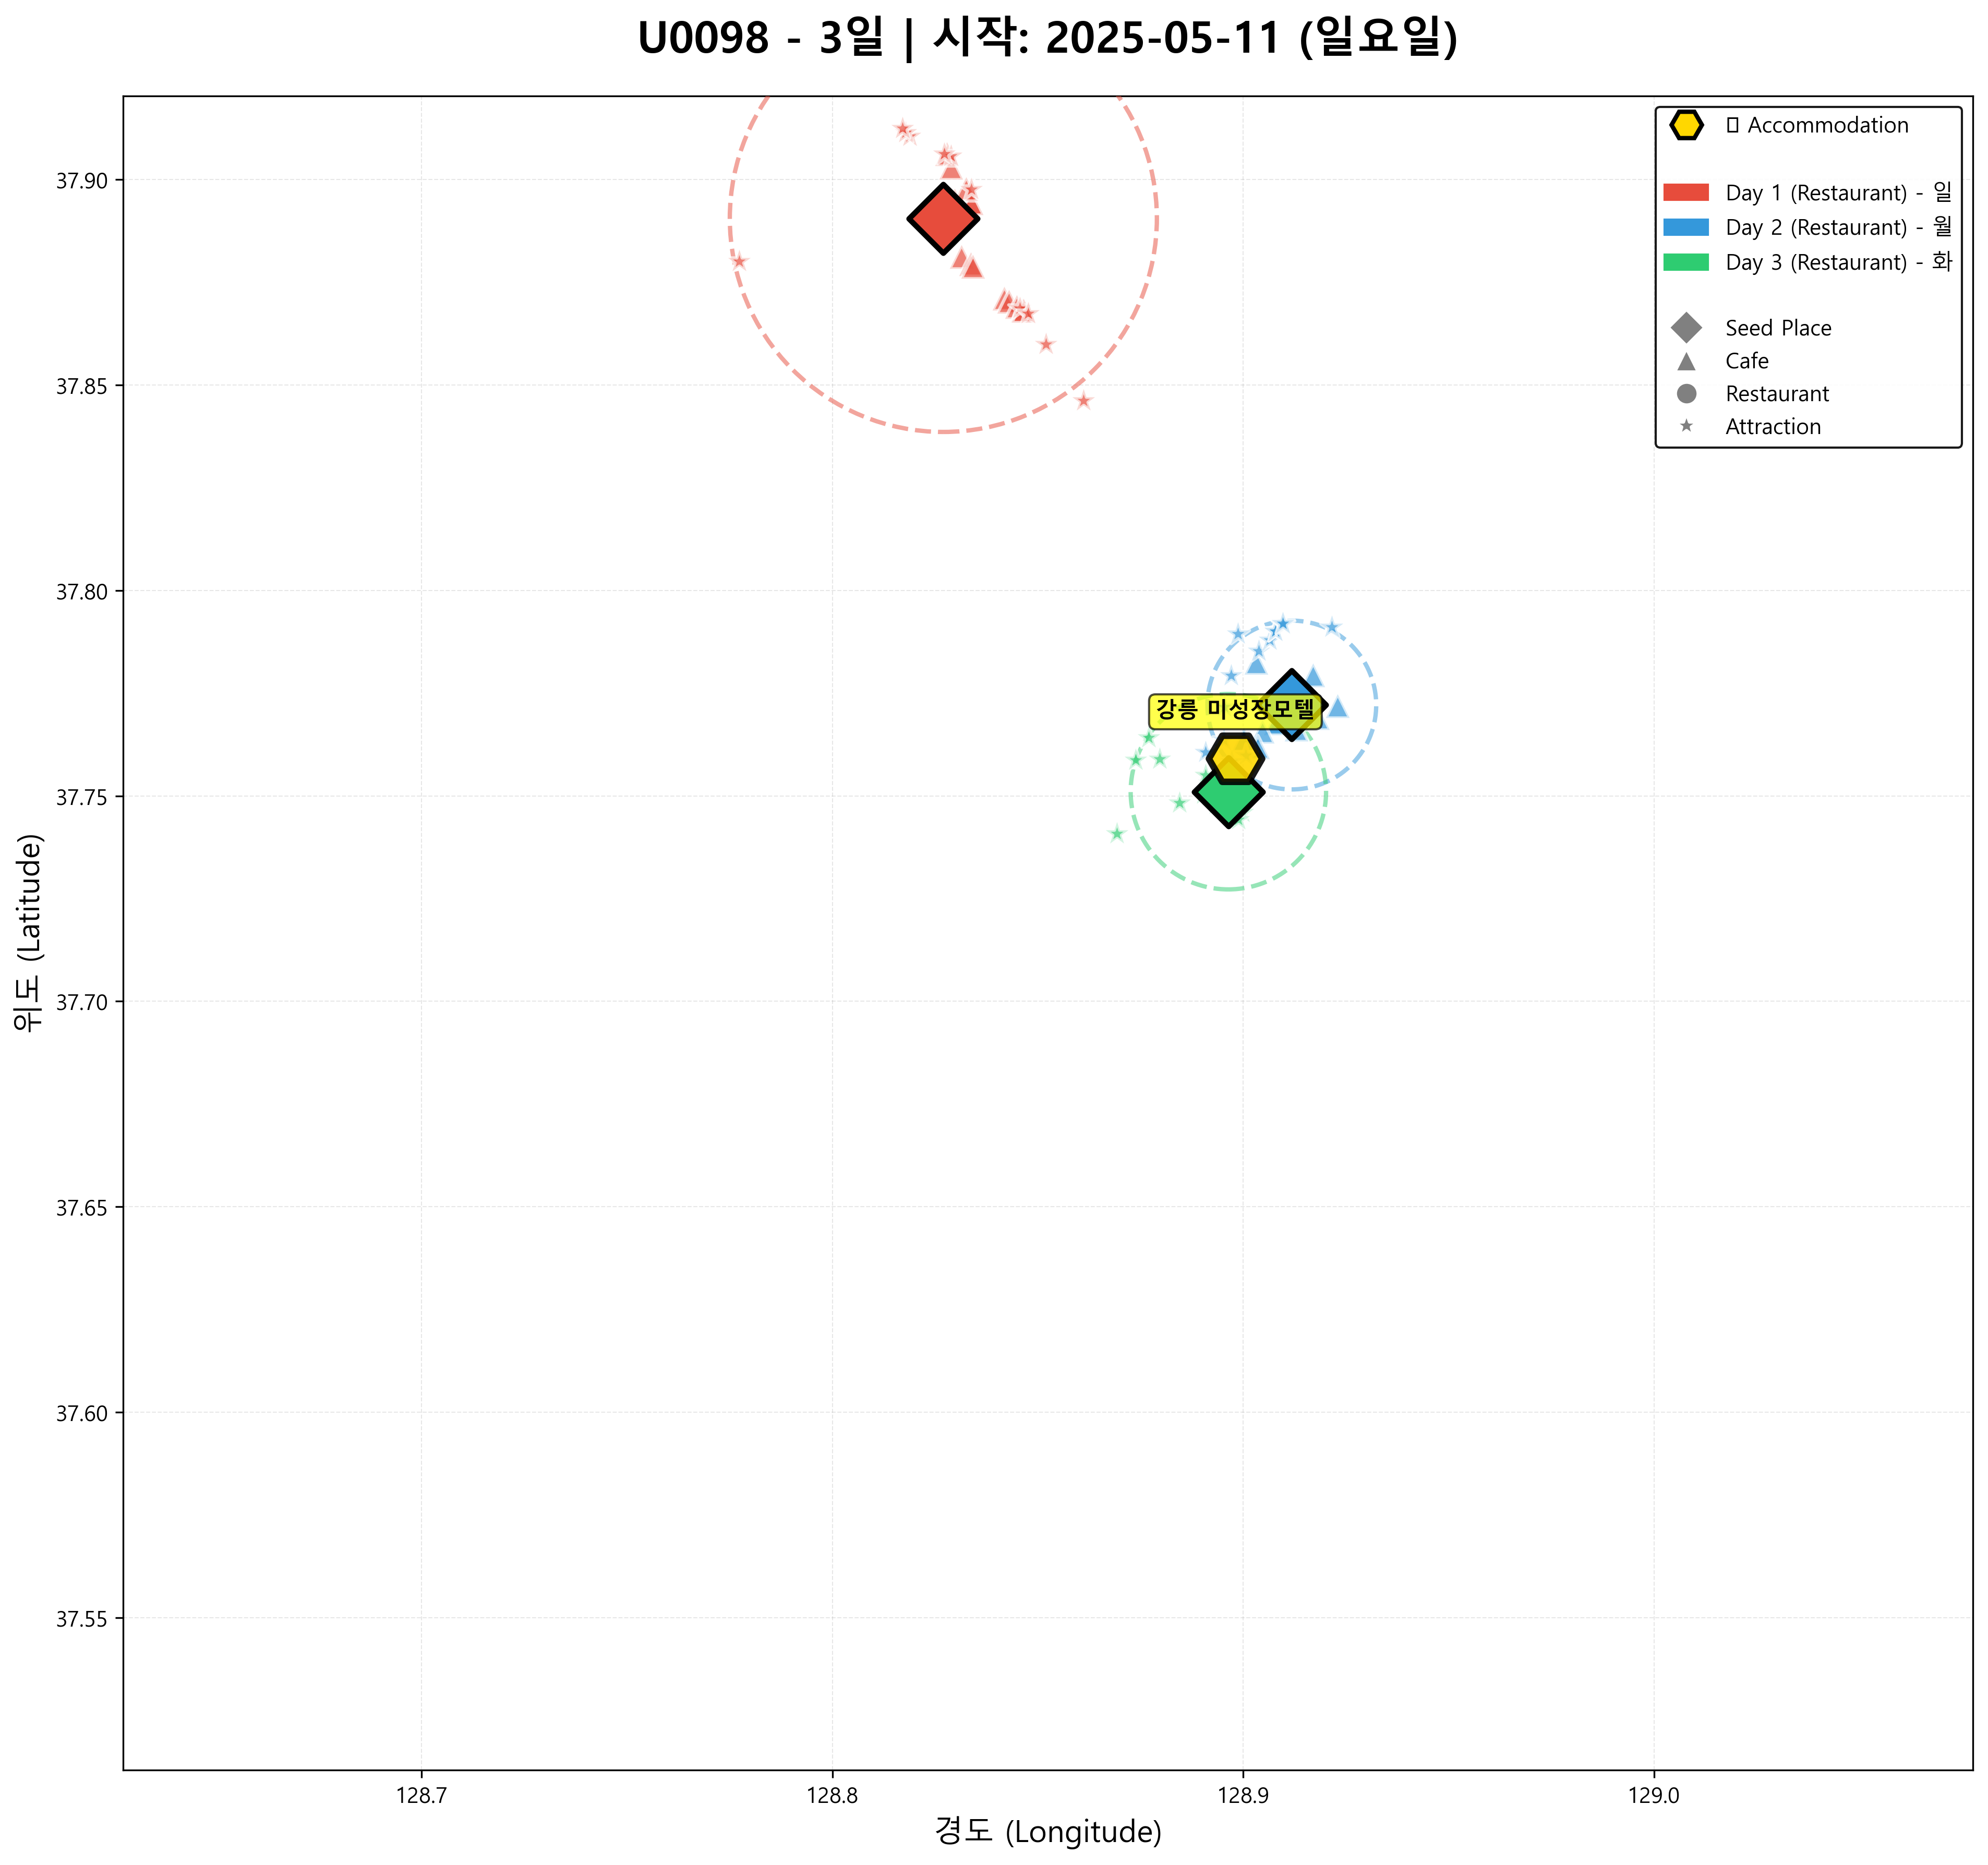 U0098 - 3일 | 시작: 2025-05-11 (일요일)
Accommodation
Day 1 (Restaurant) - 일
Day 2 (Restaurant) - 월
Day 3 (Restaurant) - 화
Seed Place
Cafe
Restaurant
Attraction
37.90
37.85
37.80
37.75
37.70
37.65
37.60
37.55
위도 (Latitude)
강릉 미성장모텔
128.7
128.8
128.9
129.0
경도 (Longitude)